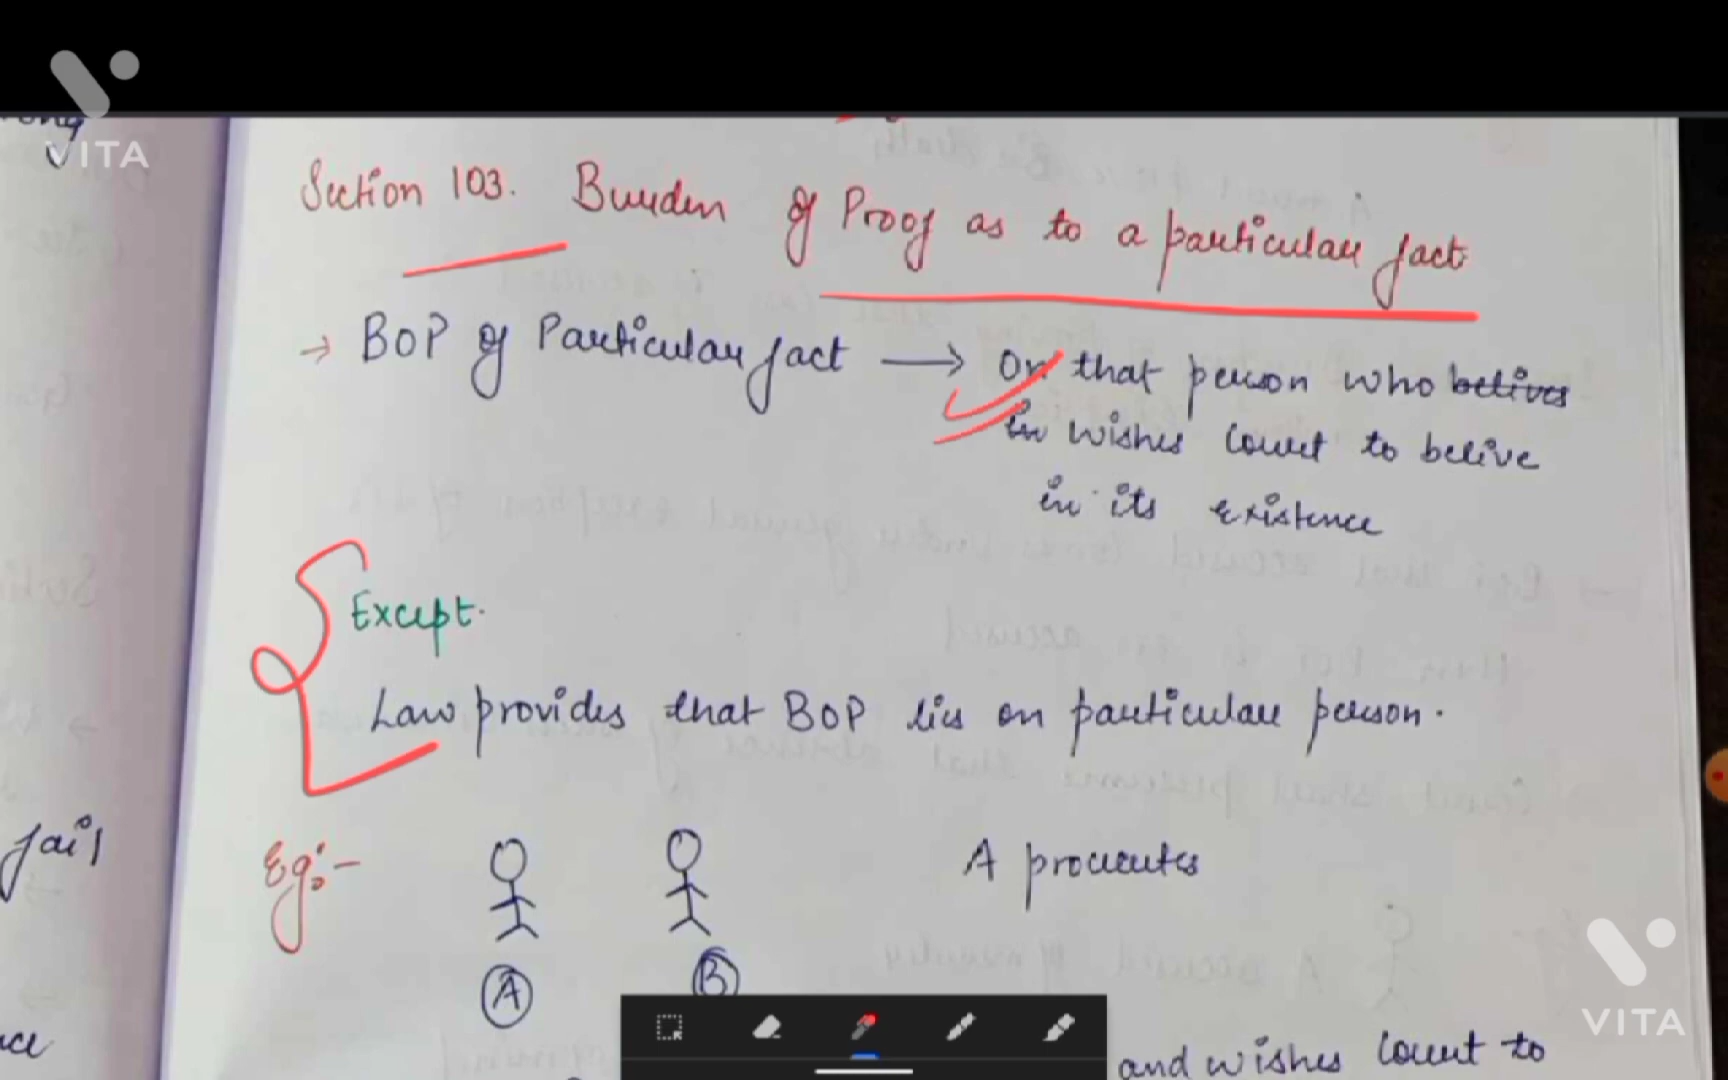 VITA
Section 103. Burden of Proof as to a particular fact
→ BOP of Particular fact → On that person who belives
in wishes court to belive
in its existence
Except.
Law provides that BOP lies on particular person.
Eg:-
A prosecutes
A
B
and wishes court to
fail
VITA